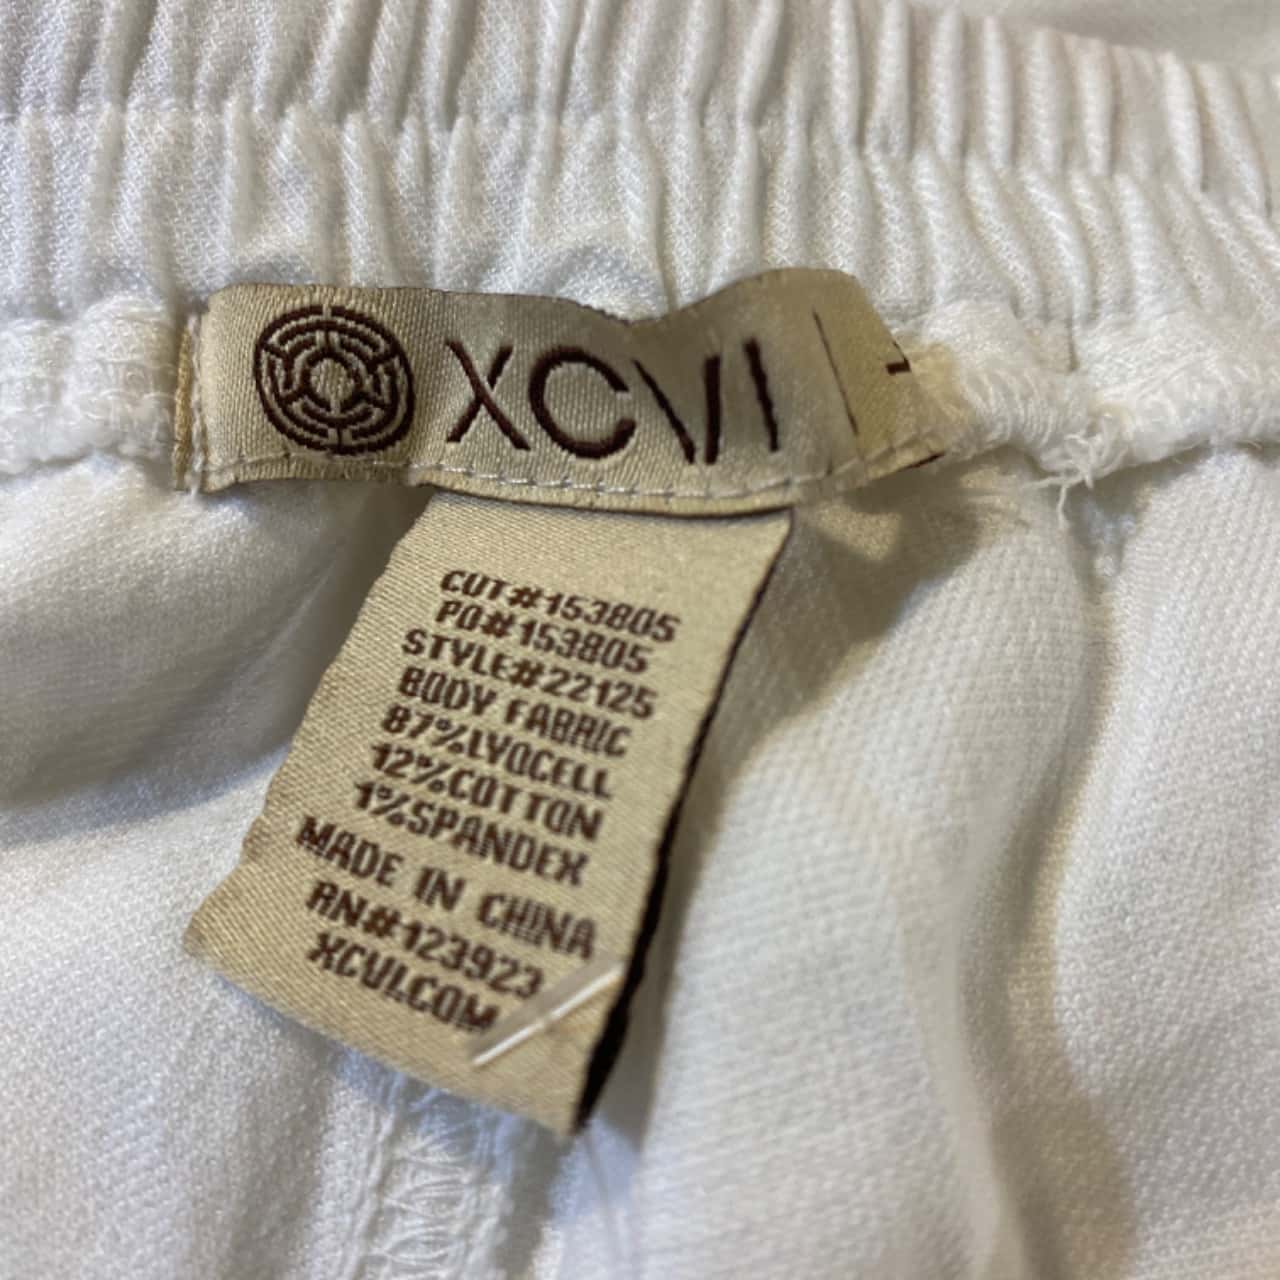 XCVI
CUT#153805
PO#153805
STYLE#22125
BODY FABRIC
87%LYOCELL
12%COTTON
1%SPANDEX
MADE IN CHINA
RN#123923
XCVI.COM